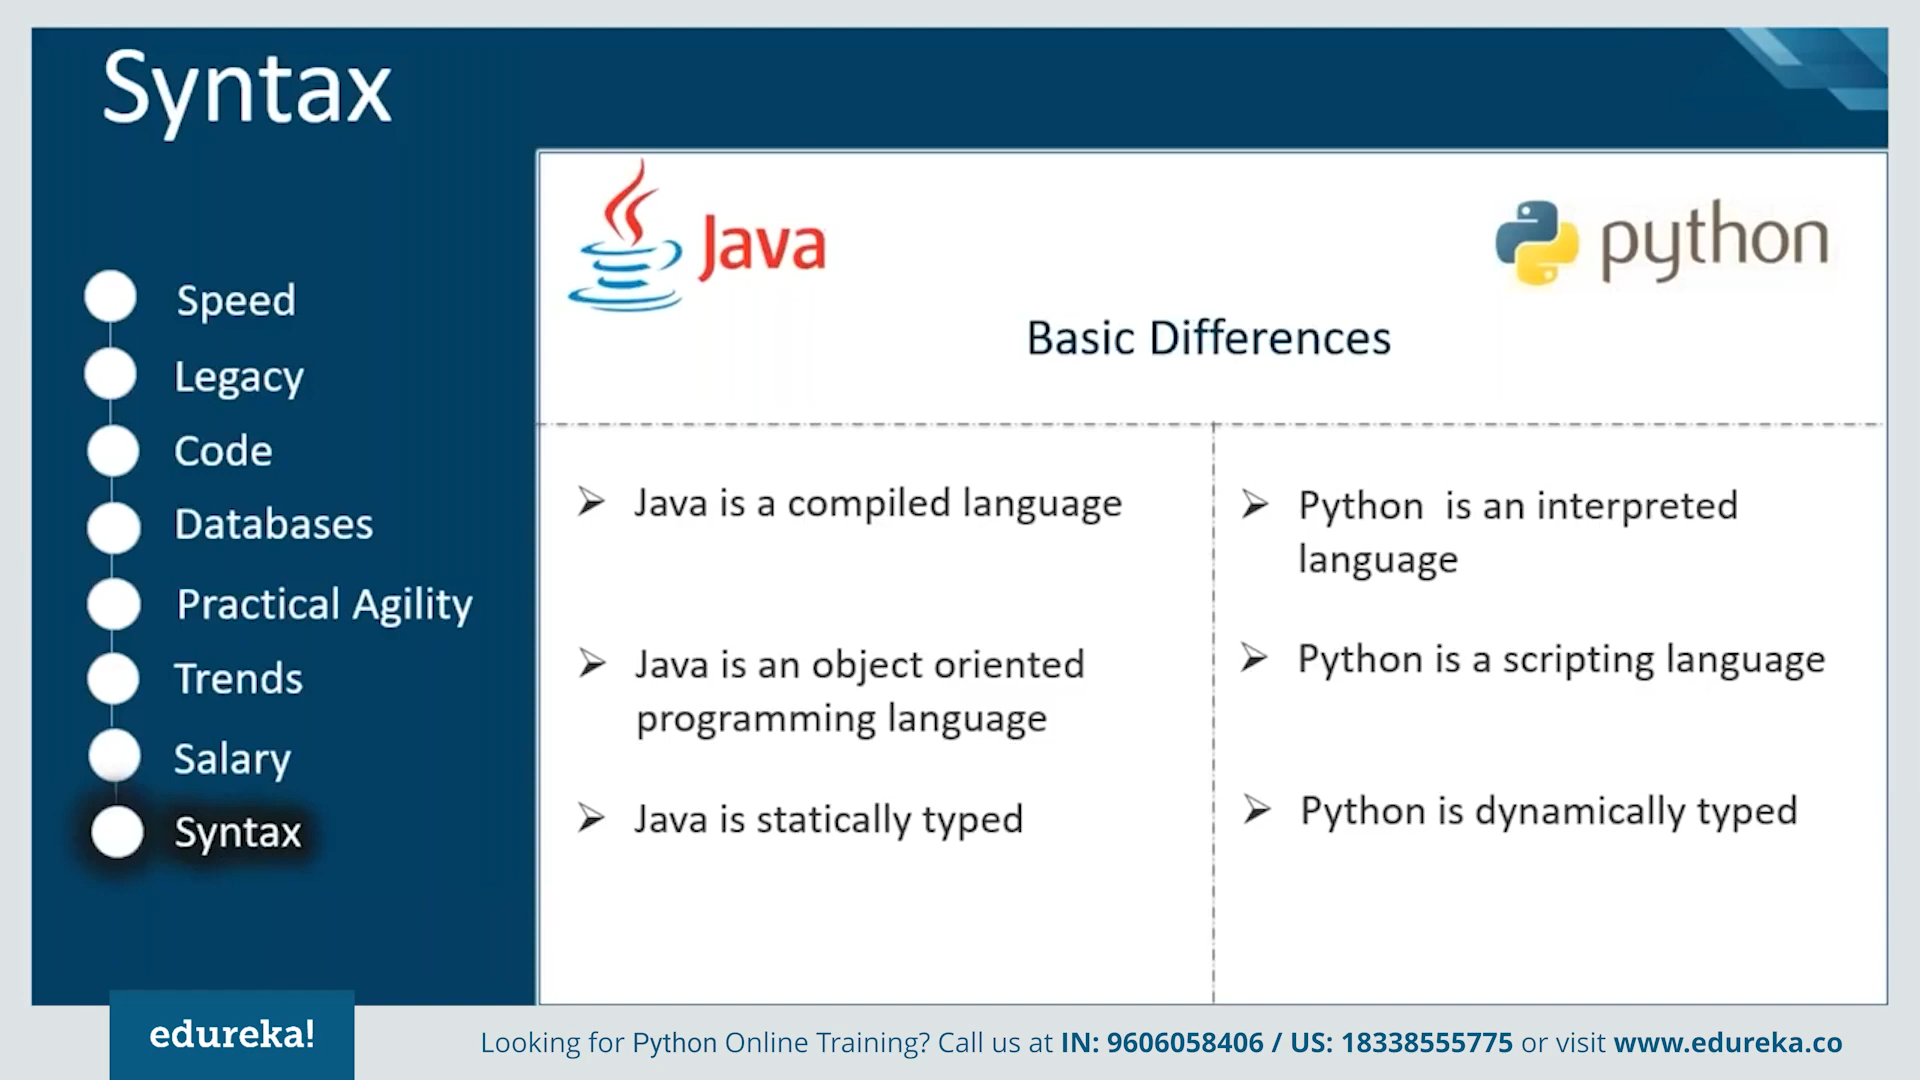 Syntax
Speed
Legacy
Code
Databases
Practical Agility
Trends
Salary
Syntax
Java
python
Basic Differences
➢ Java is a compiled language
➢ Java is an object oriented
programming language
➢ Java is statically typed
➢ Python is an interpreted
language
➢ Python is a scripting language
➢ Python is dynamically typed
edureka!
Looking for Python Online Training? Call us at IN: 9606058406 / US: 18338555775 or visit www.edureka.co